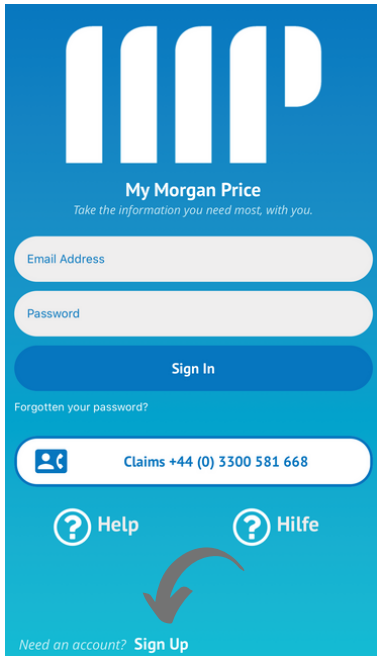 MP
My Morgan Price
Take the information you need most, with you.
Email Address
Password
Sign In
Forgotten your password?
Claims +44 (0) 3300 581 668
? Help ? Hilfe
Need an account? Sign Up